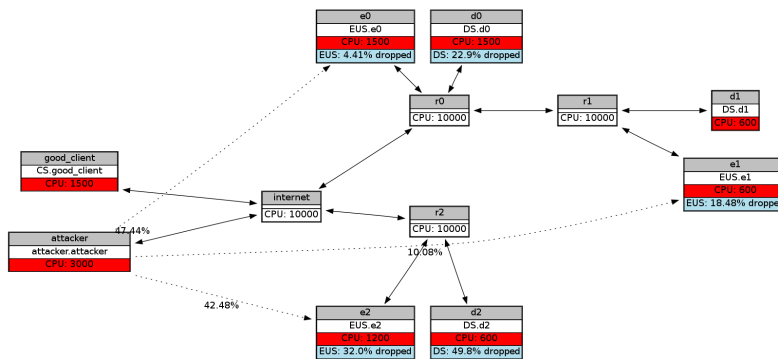 e0
EUS.e0
CPU: 1500
EUS: 4.41% dropped
d0
DS.d0
CPU: 1500
DS: 22.9% dropped
r0
CPU: 10000
r1
CPU: 10000
d1
DS.d1
CPU: 600
good_client
CS.good_client
CPU: 1500
e1
EUS.e1
CPU: 600
EUS: 18.48% dropped
internet
CPU: 10000
r2
CPU: 10000
attacker
attacker.attacker
CPU: 3000
47.44%
10.08%
42.48%
e2
EUS.e2
CPU: 1200
EUS: 32.0% dropped
d2
DS.d2
CPU: 600
DS: 49.8% dropped